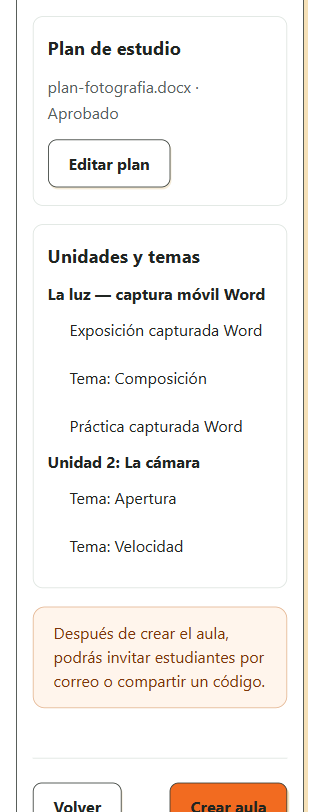 Plan de estudio
plan-fotografia.docx ·
Aprobado
Editar plan
Unidades y temas
La luz — captura móvil Word
Exposición capturada Word
Tema: Composición
Práctica capturada Word
Unidad 2: La cámara
Tema: Apertura
Tema: Velocidad
Después de crear el aula,
podrás invitar estudiantes por
correo o compartir un código.
Volver
Crear aula